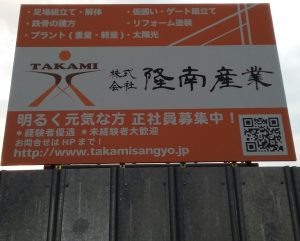 ・足場組立て・解体 ・仮囲い・ゲート組立て
・鉄骨の建方 ・リフォーム塗装
・プラント(重量・軽量) ・太陽光
TAKAMI
株式会社 隆南産業
明るく元気な方 正社員募集中!
*経験者優遇 *未経験者大歓迎
お問合せは HPまで!
http://www.takamisangyo.jp